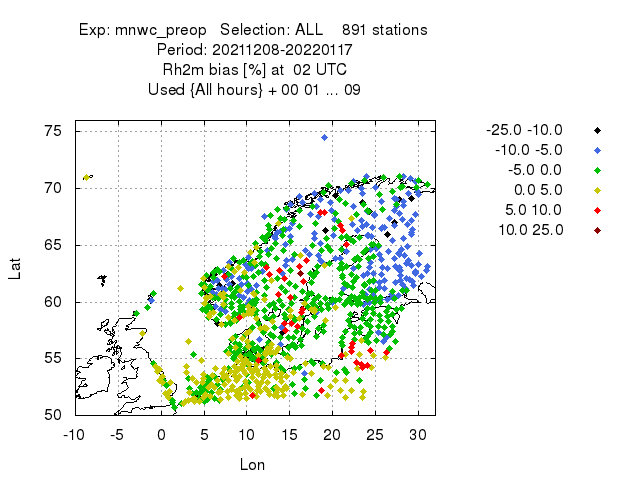 Exp: mnwc_preop   Selection: ALL    891 stations
Period: 20211208-20220117
Rh2m bias [%] at  02 UTC
Used {All hours} + 00 01 ... 09
-25.0 -10.0
-10.0 -5.0
-5.0 0.0
0.0 5.0
5.0 10.0
10.0 25.0
75
70
65
60
55
50
Lat
-10 -5 0 5 10 15 20 25 30
Lon